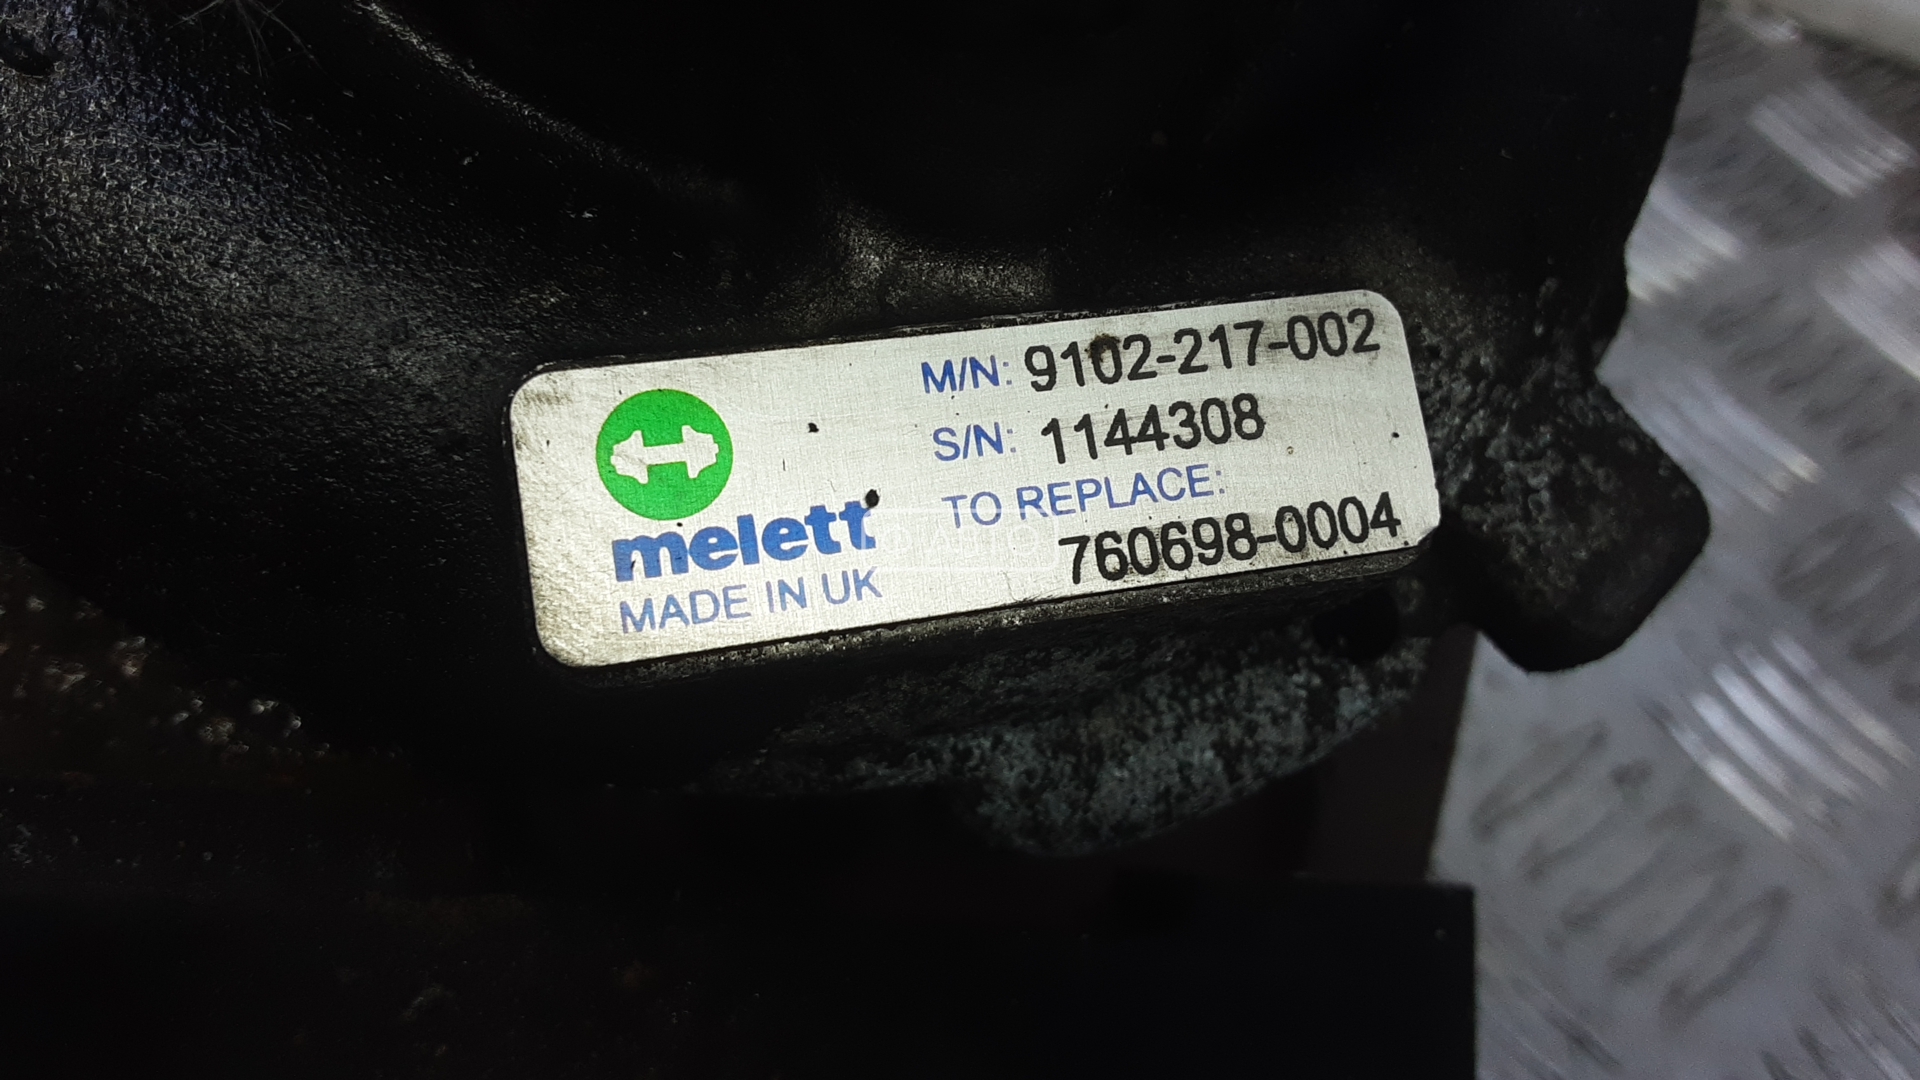 M/N: 9102-217-002
S/N: 1144308
TO REPLACE:
760698-0004
melett
MADE IN UK